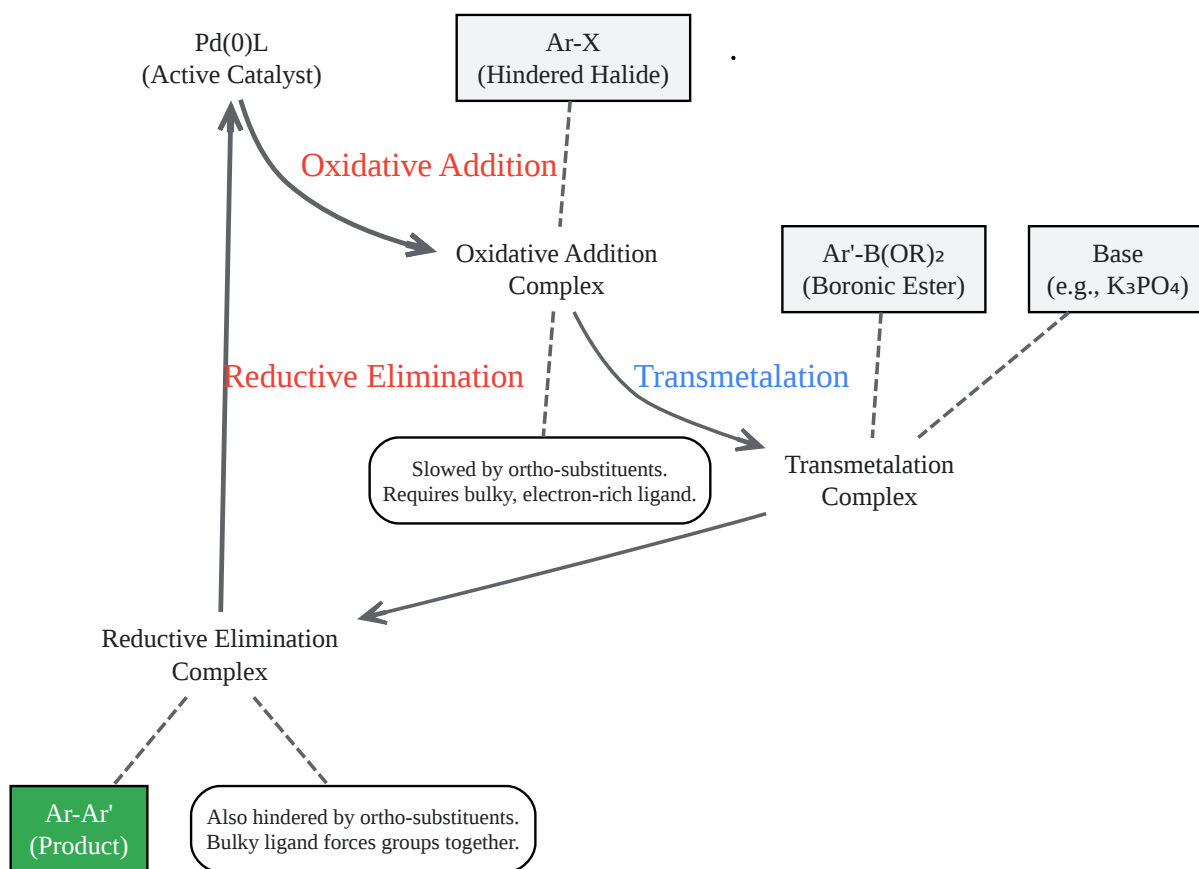 Pd(0)L
(Active Catalyst)
Ar-X
(Hindered Halide)
.
Oxidative Addition
Oxidative Addition
Complex
Ar'-B(OR)₂
(Boronic Ester)
Base
(e.g., K₃PO₄)
Reductive Elimination
Transmetalation
Slowed by ortho-substituents.
Requires bulky, electron-rich ligand.
Transmetalation
Complex
Reductive Elimination
Complex
Ar-Ar'
(Product)
Also hindered by ortho-substituents.
Bulky ligand forces groups together.